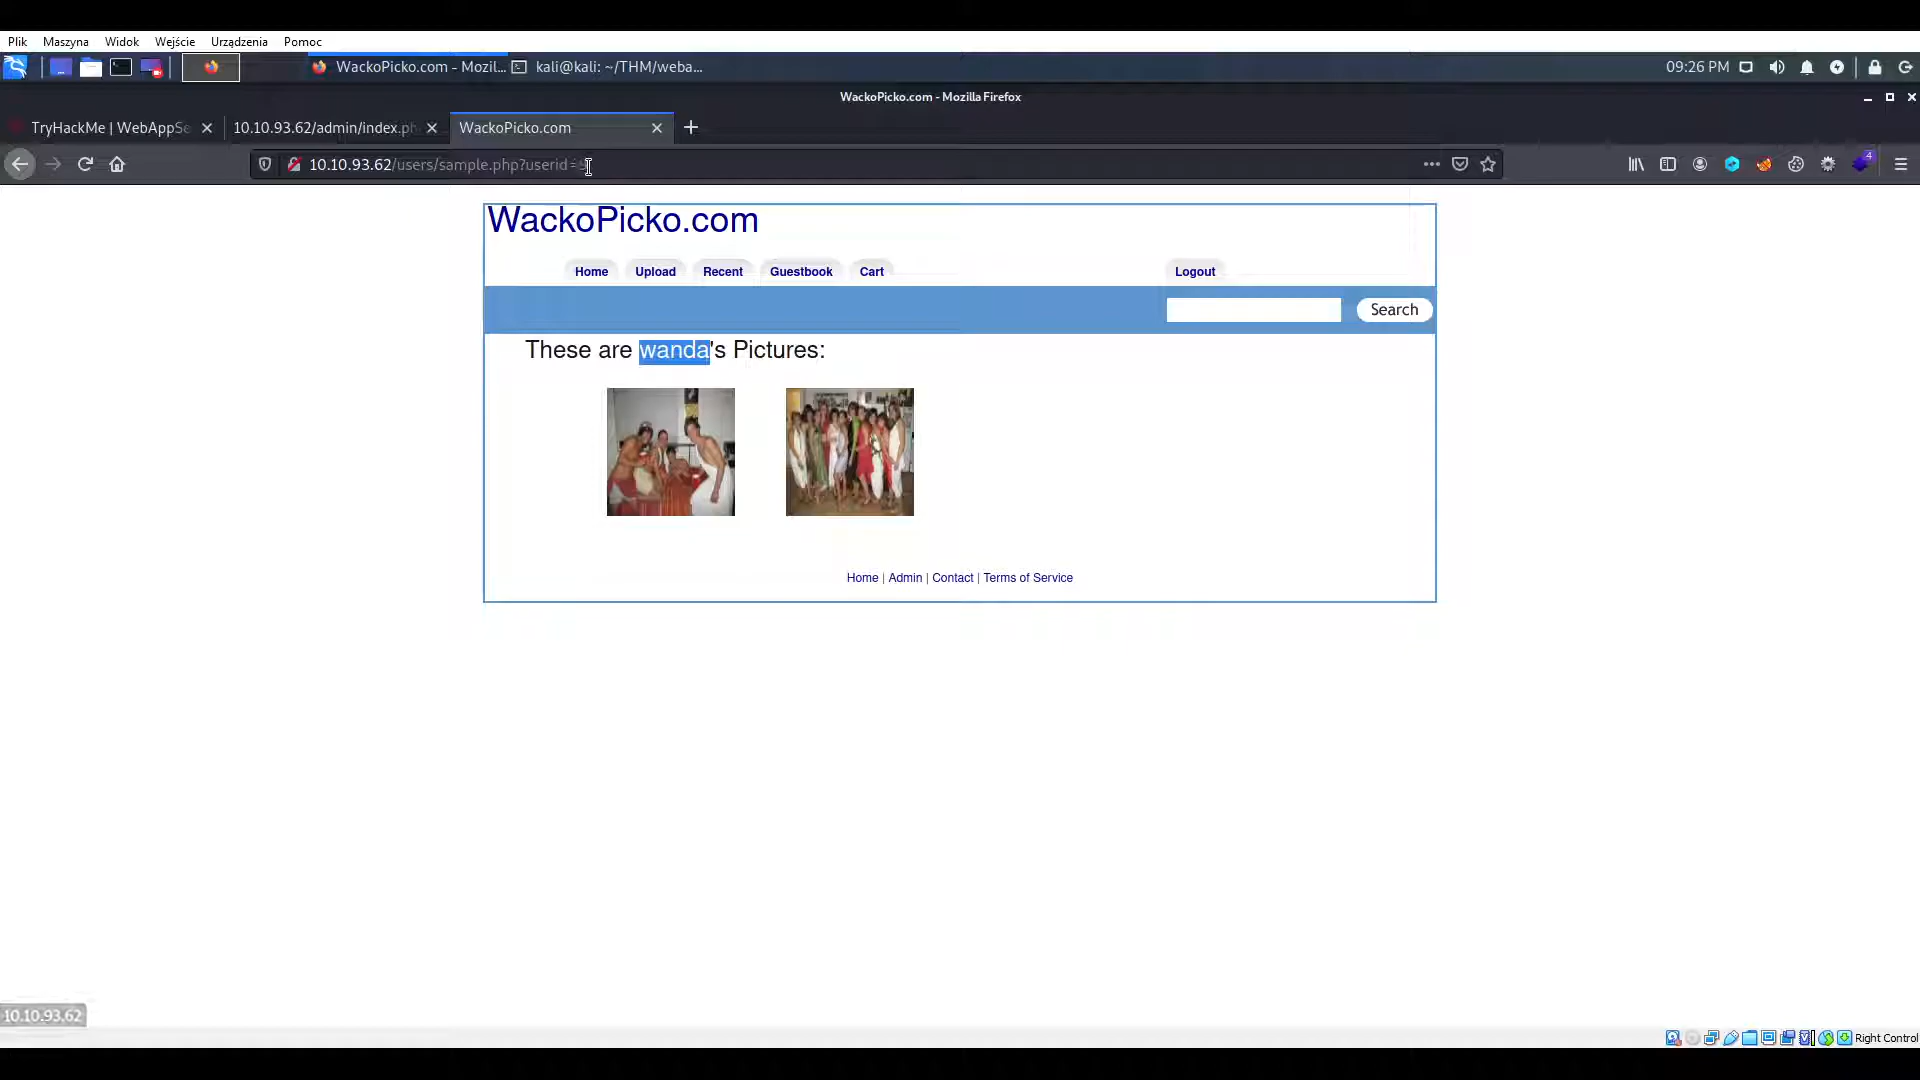 Plik Maszyna Widok Wejście Urządzenia Pomoc
WackoPicko.com - Mozil... kali@kali: ~/THM/weba... 09:26 PM
WackoPicko.com - Mozilla Firefox
TryHackMe | WebAppSe 10.10.93.62/admin/index.ph WackoPicko.com
10.10.93.62/users/sample.php?userid= 4
WackoPicko.com
Home Upload Recent Guestbook Cart Logout
Search
These are wanda's Pictures:
Home | Admin | Contact | Terms of Service
10.10.93.62
Right Control